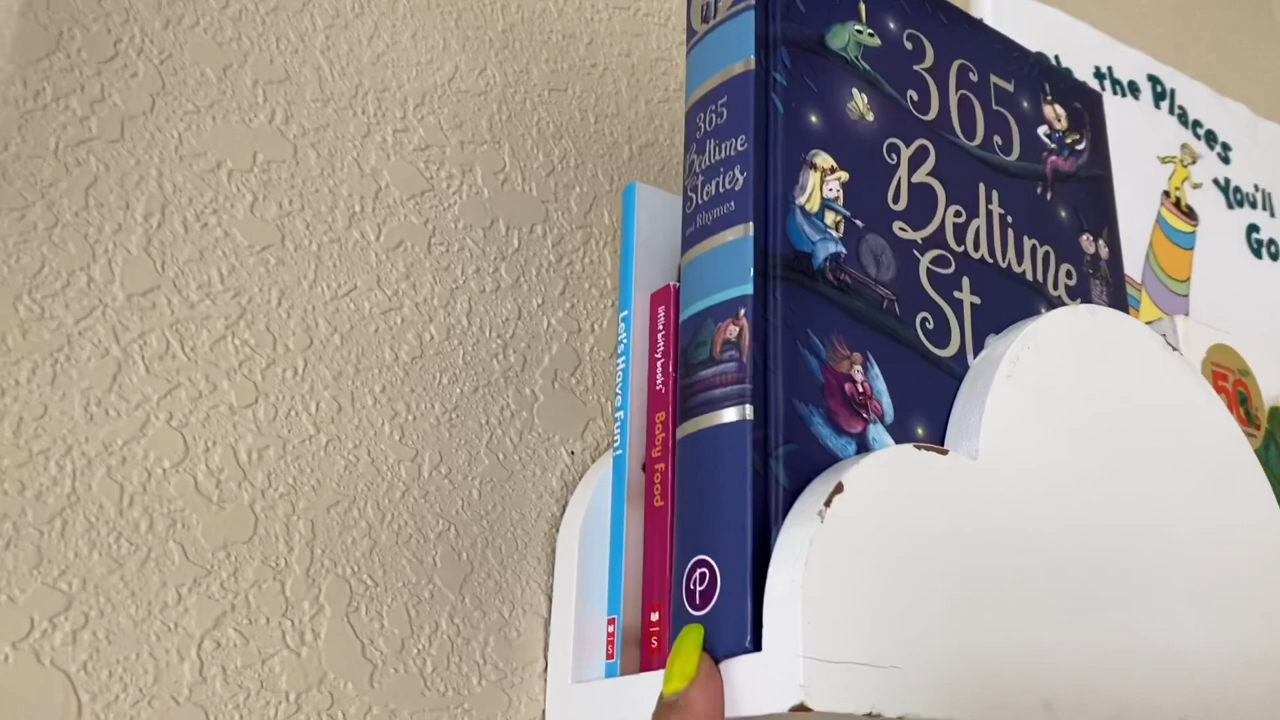 Let's Have Fun!
S
little bitty books
Baby Food
S
365
Bedtime
Stories
and Rhymes
P
365
Bedtime
St
Oh, the Places
You'll
Go
50